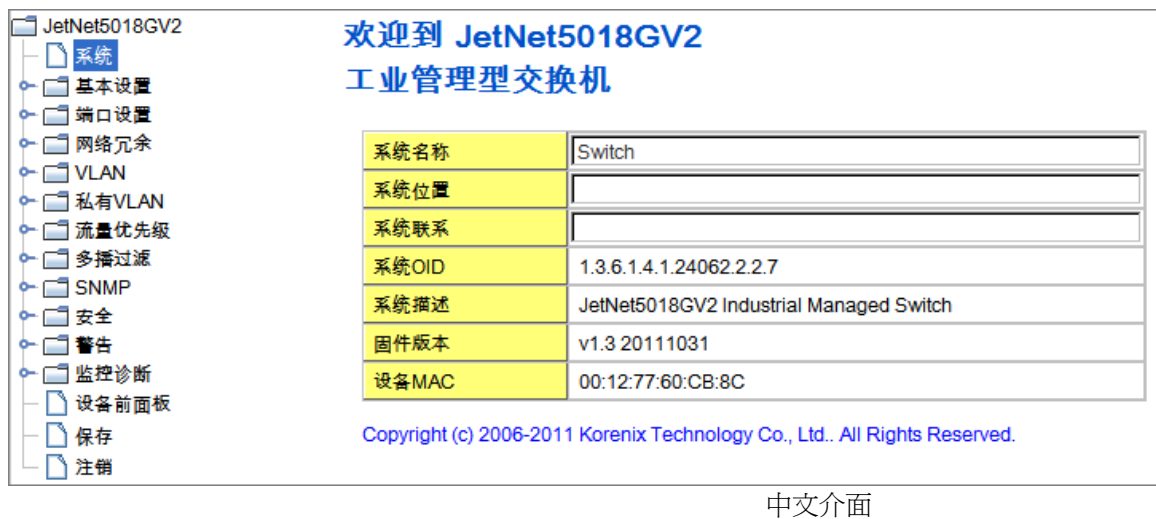 JetNet5018GV2
系统
基本设置
端口设置
网络冗余
VLAN
私有VLAN
流量优先级
多播过滤
SNMP
安全
警告
监控诊断
设备前面板
保存
注销
欢迎到 JetNet5018GV2
工业管理型交换机
系统名称 Switch
系统位置
系统联系
系统OID 1.3.6.1.4.1.24062.2.2.7
系统描述 JetNet5018GV2 Industrial Managed Switch
固件版本 v1.3 20111031
设备MAC 00:12:77:60:CB:8C
Copyright (c) 2006-2011 Korenix Technology Co., Ltd.. All Rights Reserved.
中文介面